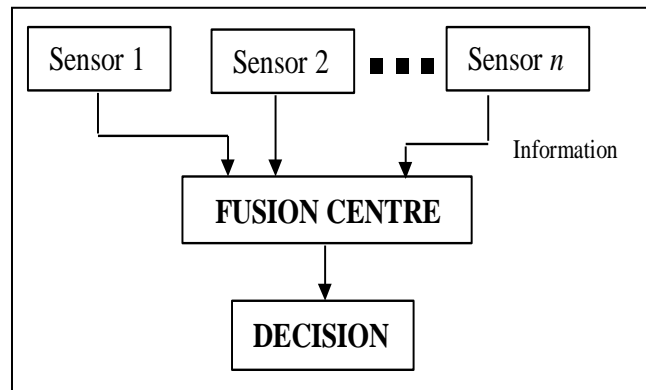 Sensor 1
Sensor 2
Sensor n
Information
FUSION CENTRE
DECISION